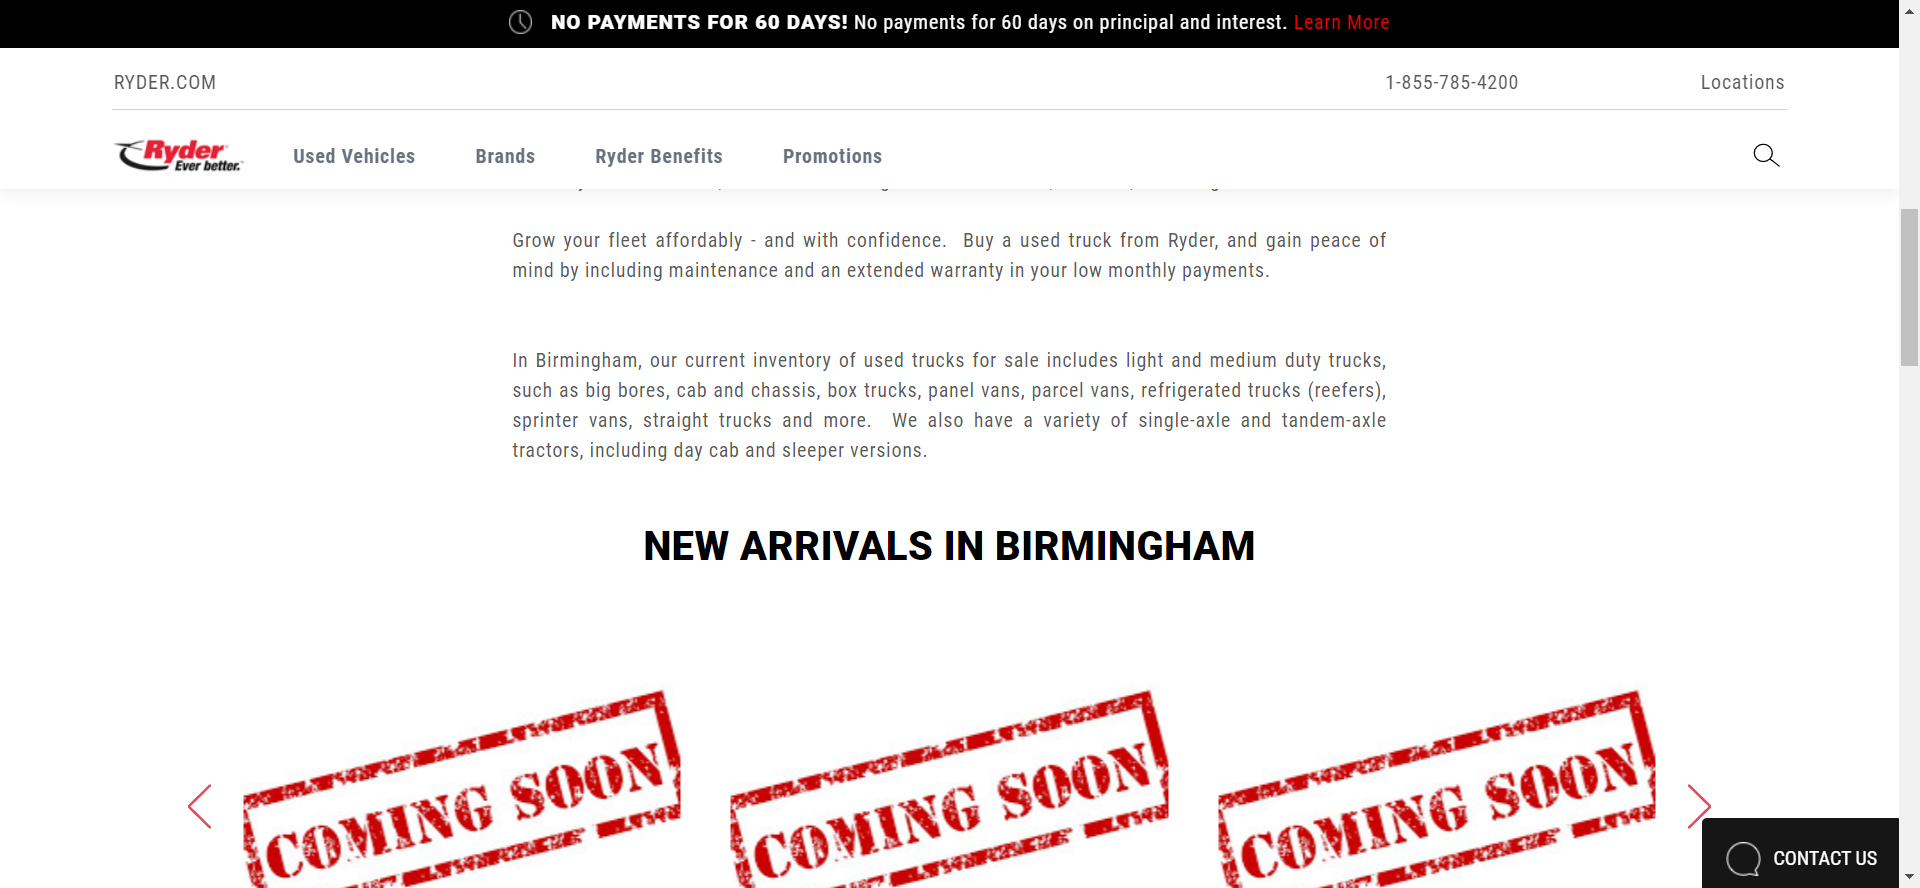 NO PAYMENTS FOR 60 DAYS! No payments for 60 days on principal and interest. Learn More
RYDER.COM
1-855-785-4200
Locations
Ryder
Ever better.™
Used Vehicles
Brands
Ryder Benefits
Promotions
Grow your fleet affordably - and with confidence.  Buy a used truck from Ryder, and gain peace of
mind by including maintenance and an extended warranty in your low monthly payments.
In Birmingham, our current inventory of used trucks for sale includes light and medium duty trucks,
such as big bores, cab and chassis, box trucks, panel vans, parcel vans, refrigerated trucks (reefers),
sprinter vans, straight trucks and more.  We also have a variety of single-axle and tandem-axle
tractors, including day cab and sleeper versions.
NEW ARRIVALS IN BIRMINGHAM
COMING SOON
COMING SOON
COMING SOON
CONTACT US